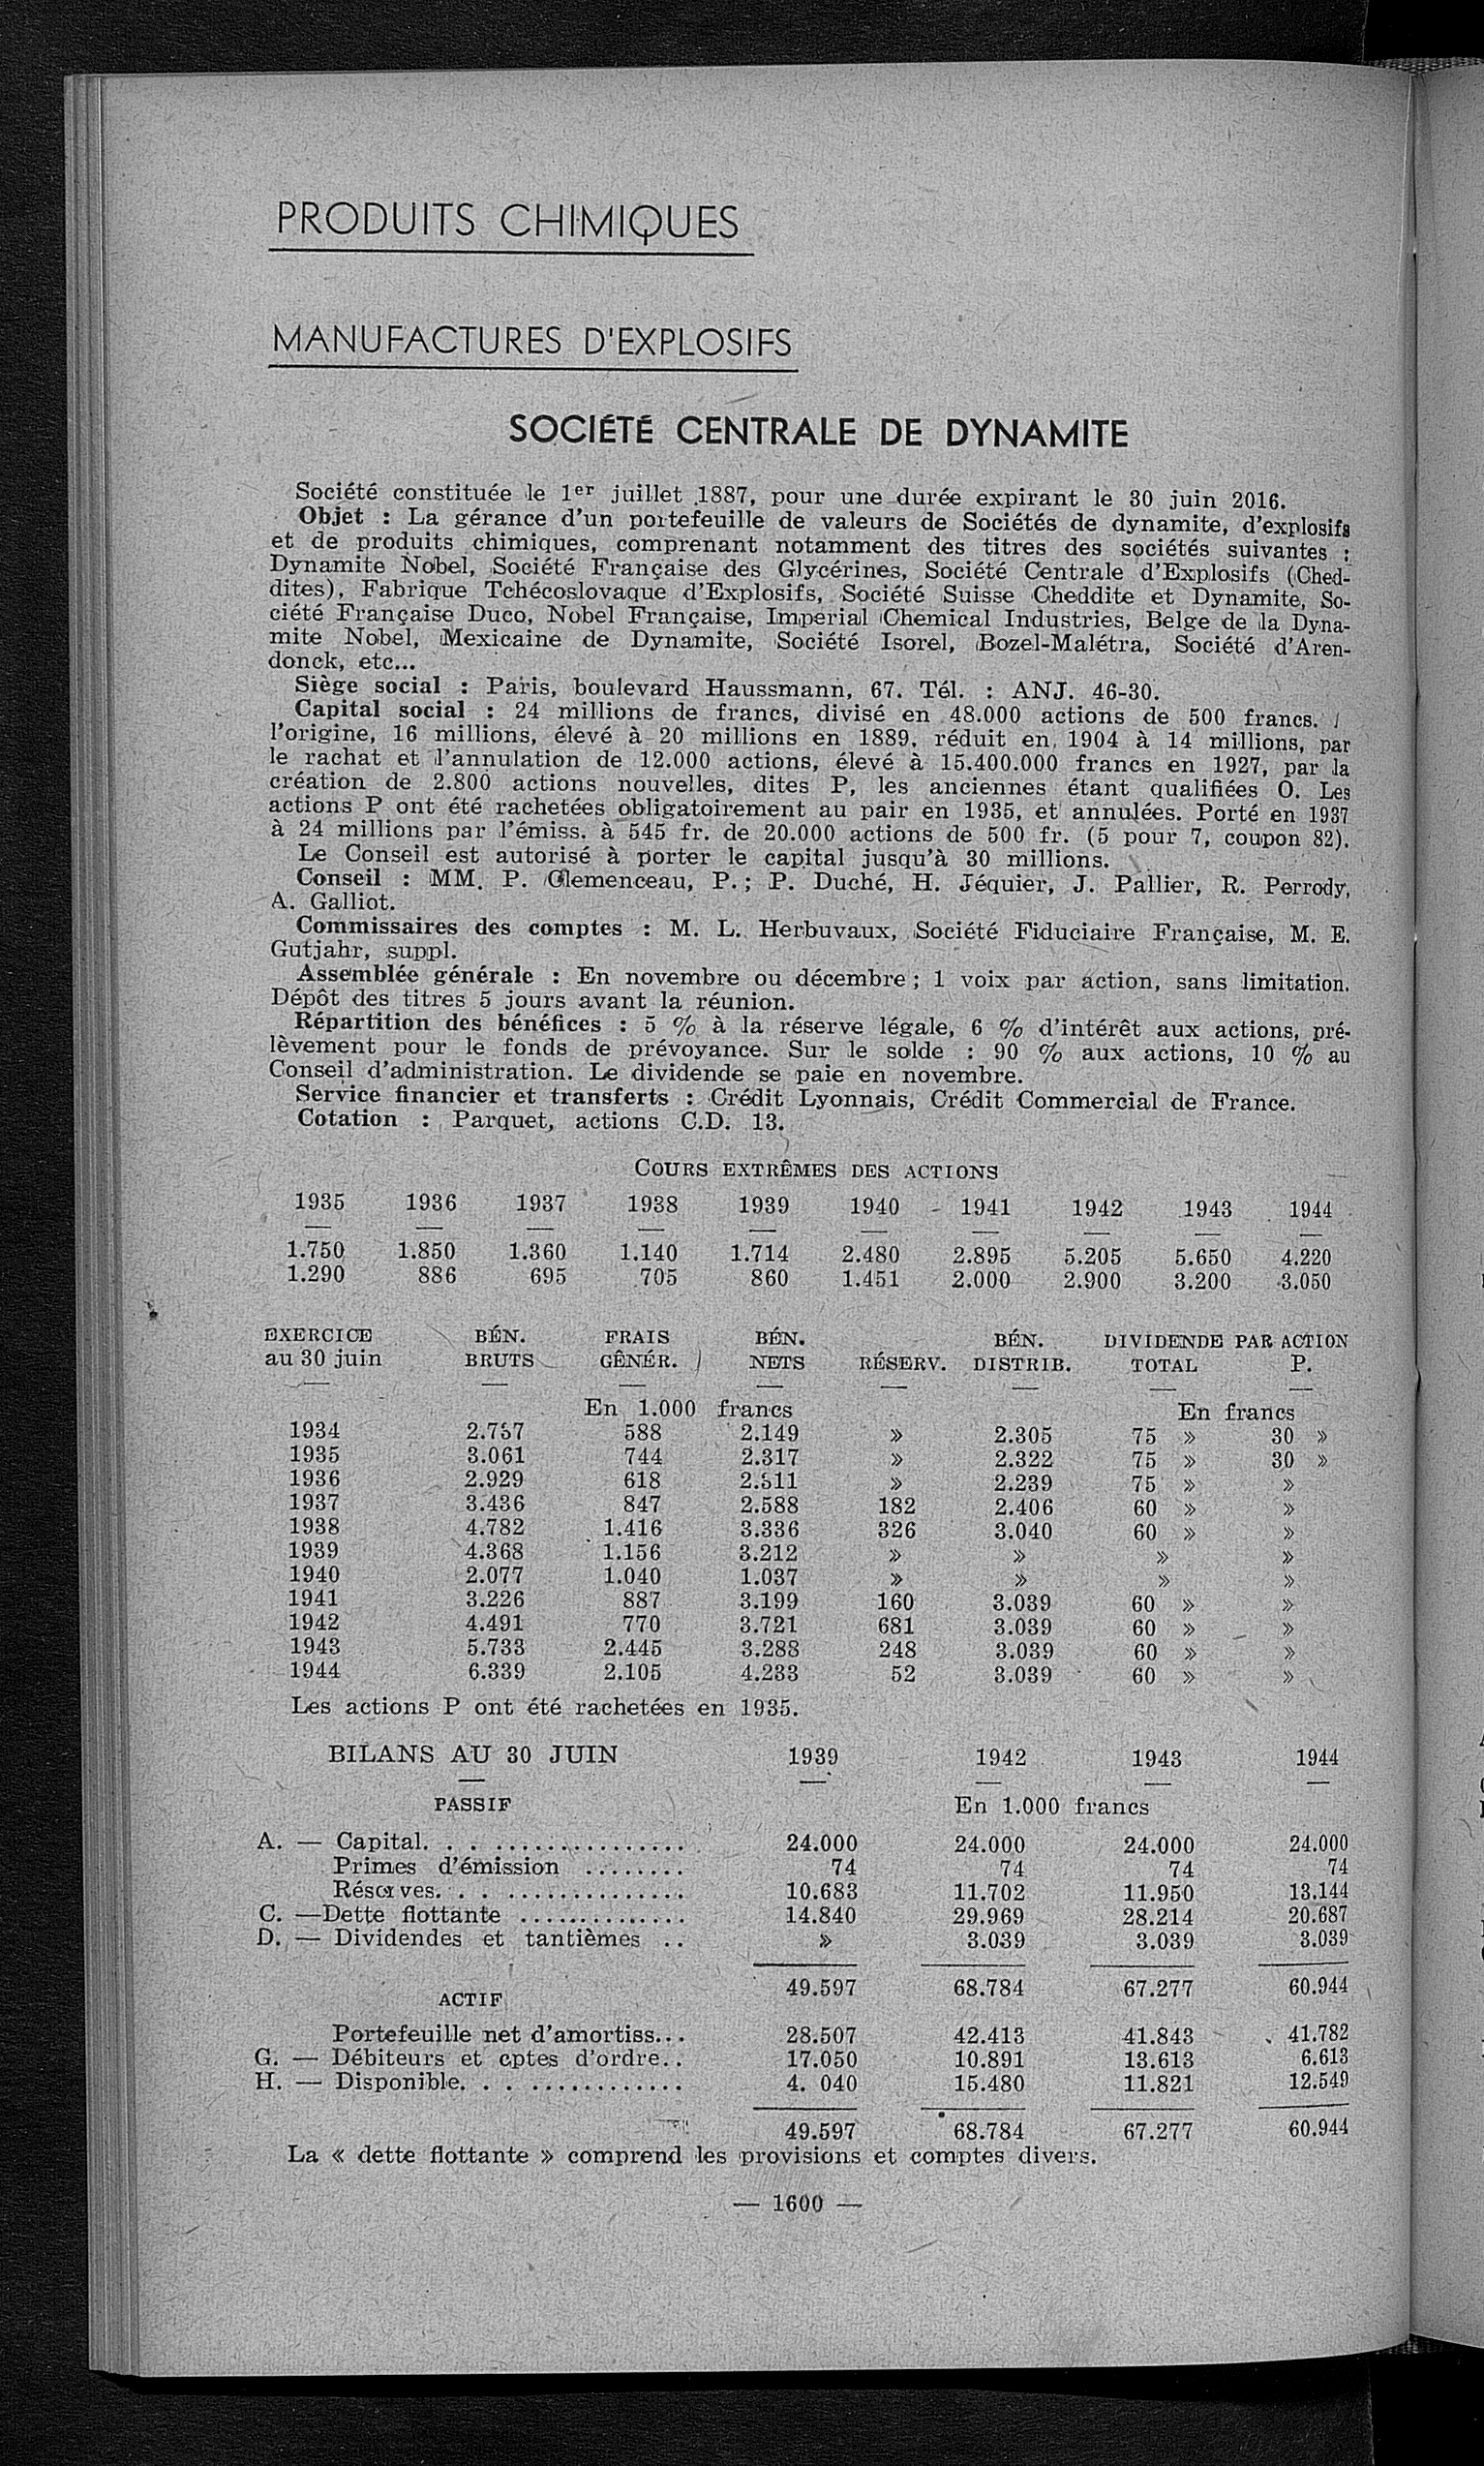 PRODUITS CHIMIQUES
MANUFACTURES D'EXPLOSIFS
SOCIÉTÉ CENTRALE DE DYNAMITE
Société constituée le 1er juillet 1887, pour une durée expirant le 30 juin 2016.
Objet : La gérance d'un portefeuille de valeurs de Sociétés de dynamite, d'explosifs
et de produits chimiques, comprenant notamment des titres des sociétés suivantes :
Dynamite Nobel, Société Française des Glycérines, Société Centrale d'Explosifs (Ched-
dites), Fabrique Tchécoslovaque d'Explosifs, Société Suisse Cheddite et Dynamite, So-
ciété Française Duco, Nobel Française, Imperial Chemical Industries, Belge de la Dyna-
mite Nobel, Mexicaine de Dynamite, Société Isorel, Bozel-Malétra, Société d'Aren-
donck, etc...
Siège social : Paris, boulevard Haussmann, 67. Tél. : ANJ. 46-30.
Capital social : 24 millions de francs, divisé en 48.000 actions de 500 francs.
l'origine, 16 millions, élevé à 20 millions en 1889, réduit en 1904 à 14 millions, par
le rachat et l'annulation de 12.000 actions, élevé à 15.400.000 francs en 1927, par la
création de 2.800 actions nouvelles, dites P, les anciennes étant qualifiées O. Les
actions P ont été rachetées obligatoirement au pair en 1935, et annulées. Porté en 1937
à 24 millions par l'émiss. à 545 fr. de 20.000 actions de 500 fr. (5 pour 7, coupon 82).
Le Conseil est autorisé à porter le capital jusqu'à 30 millions.
Conseil : MM. P. Clemenceau, P.; P. Duché, H. Jéquier, J. Pallier, R. Perrody,
A. Galliot.
Commissaires des comptes : M. L. Herbuvaux, Société Fiduciaire Française, M. E.
Gutjahr, suppl.
Assemblée générale : En novembre ou décembre; 1 voix par action, sans limitation.
Dépôt des titres 5 jours avant la réunion.
Répartition des bénéfices : 5 % à la réserve légale, 6 % d'intérêt aux actions, pré-
lèvement pour le fonds de prévoyance. Sur le solde : 90 % aux actions, 10 % au
Conseil d'administration. Le dividende se paie en novembre.
Service financier et transferts : Crédit Lyonnais, Crédit Commercial de France.
Cotation : Parquet, actions C.D. 13.
COURS EXTRÊMES DES ACTIONS
1935 1936 1937 1938 1939 1940 1941 1942 1943 1944
1.750 1.850 1.360 1.140 1.714 2.480 2.895 5.205 5.650 4.220
1.290 886 695 705 860 1.451 2.000 2.900 3.200 3.050
EXERCICE BÉN. FRAIS BÉN. BÉN. DIVIDENDE PAR ACTION
au 30 juin BRUTS GÊNÉR. NETS RÉSERV. DISTRIB. TOTAL P.
En 1.000 francs En francs
1934 2.737 588 2.149 » 2.305 75 » 30 »
1935 3.061 744 2.317 » 2.322 75 » 30 »
1936 2.929 618 2.311 » 2.239 75 » »
1937 3.436 847 2.588 182 2.406 60 » »
1938 4.782 1.416 3.336 326 3.040 60 » »
1939 4.368 1.156 3.212 » » » »
1940 2.077 1.040 1.037 » » » »
1941 3.226 887 3.199 160 3.039 60 » »
1942 4.491 770 3.721 681 3.039 60 » »
1943 5.733 2.445 3.288 248 3.039 60 » »
1944 6.339 2.105 4.233 52 3.039 60 » »
Les actions P ont été rachetées en 1935.
BILANS AU 30 JUIN 1939 1942 1943 1944
PASSIF En 1.000 francs
A. — Capital. . . ................ 24.000 24.000 24.000 24.000
Primes d'émission ........ 74 74 74 74
Réserves. . . ............... 10.683 11.702 11.950 13.144
C. —Dette flottante .............. 14.840 29.969 28.214 20.687
D. — Dividendes et tantièmes .. » 3.039 3.039 3.039
49.597 68.784 67.277 60.944
ACTIF
Portefeuille net d'amortiss... 28.507 42.413 41.843 41.782
G. — Débiteurs et cptes d'ordre.. 17.050 10.891 13.613 6.613
H. — Disponible. . . ............. 4. 040 15.480 11.821 12.549
49.597 68.784 67.277 60.944
La « dette flottante » comprend les provisions et comptes divers.
— 1600 —